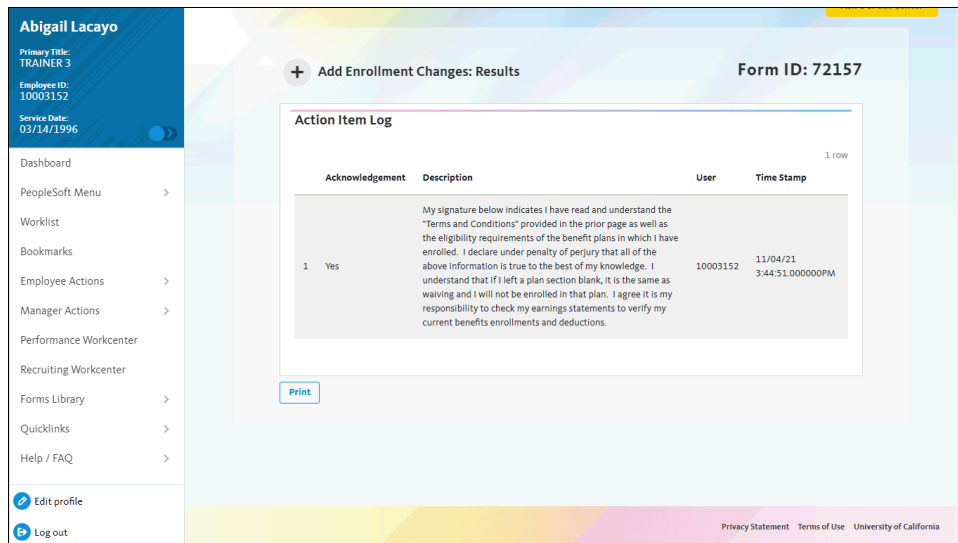 Abigail Lacayo
Primary Title:
TRAINER 3
Employee ID:
10003152
Service Date:
03/14/1996
Dashboard
PeopleSoft Menu
Worklist
Bookmarks
Employee Actions
Manager Actions
Performance Workcenter
Recruiting Workcenter
Forms Library
Quicklinks
Help / FAQ
Edit profile
Log out
Add Enrollment Changes: Results
Form ID: 72157
Action Item Log
1 row
Acknowledgement Description User Time Stamp
My signature below indicates I have read and understand the
"Terms and Conditions" provided in the prior page as well as
the eligibility requirements of the benefit plans in which I have
enrolled. I declare under penalty of perjury that all of the
above information is true to the best of my knowledge. I
understand that if I left a plan section blank, it is the same as
waiving and I will not be enrolled in that plan. I agree it is my
responsibility to check my earnings statements to verify my
current benefits enrollments and deductions.
1 Yes
10003152
11/04/21
3:44:51.000000PM
Print
Privacy Statement Terms of Use University of California